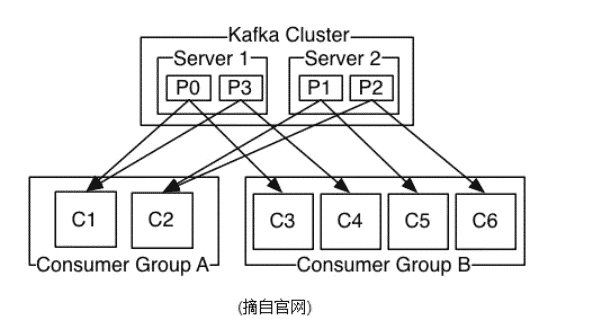 Kafka Cluster
Server 1 Server 2
P0 P3 P1 P2
C1 C2 C3 C4 C5 C6
Consumer Group A Consumer Group B
(摘自官网)